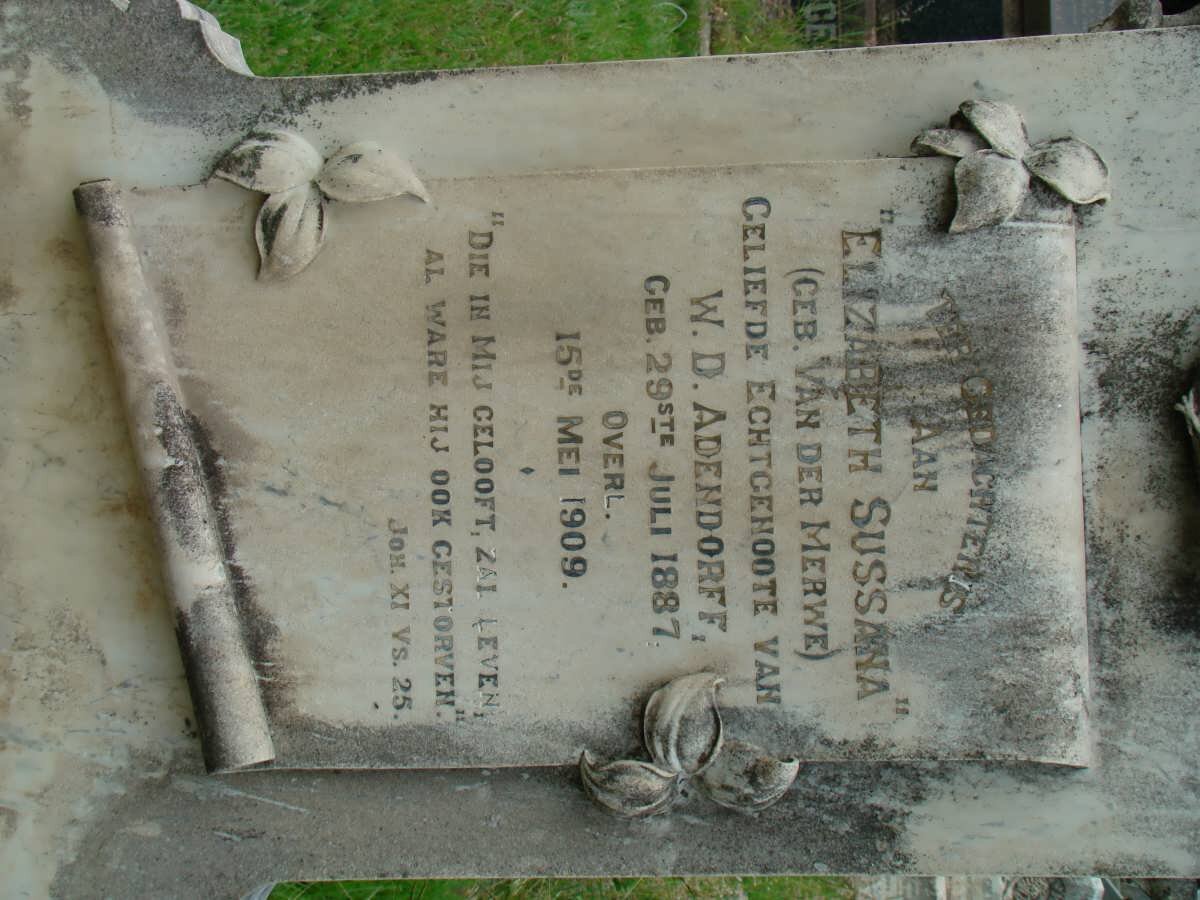 TER GEDACHTENIS
AAN
"ELIZABETH SUSSANA"
(GEB. VAN DER MERWE)
GELIEFDE ECHTGENOOTE VAN
W. D. ADENDORFF,
GEB. 29STE JULI 1887,
OVERL.
15DE MEI 1909.
"DIE IN MIJ GELOOFT, ZAL LEVEN,
AL WARE HIJ OOK GESTORVEN."
JOH. XI VS. 25.